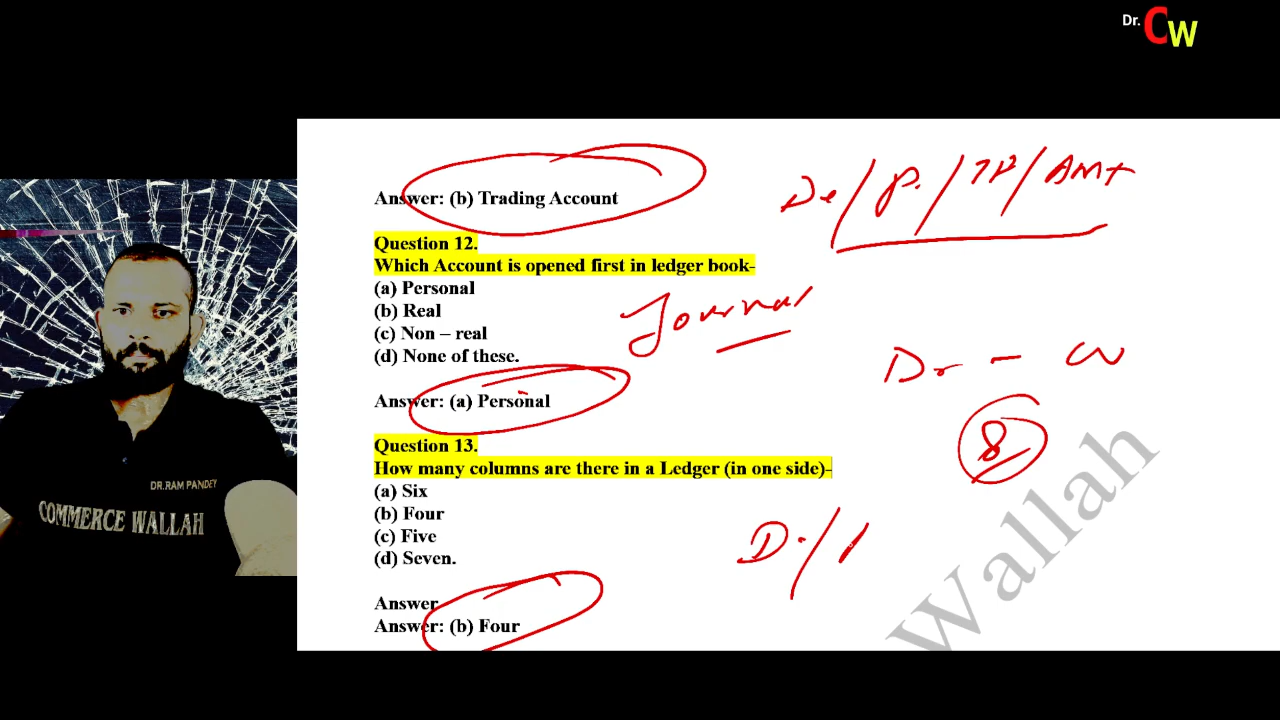 Dr. CW
Answer: (b) Trading Account
Question 12.
Which Account is opened first in ledger book-
(a) Personal
(b) Real
(c) Non – real
(d) None of these.
Journal
Answer: (a) Personal
Dr - CW
8
Question 13.
How many columns are there in a Ledger (in one side)-
(a) Six
(b) Four
(c) Five
(d) Seven.
Answer
Answer: (b) Four
Wallah
DR.RAM PANDEY
COMMERCE WALLAH